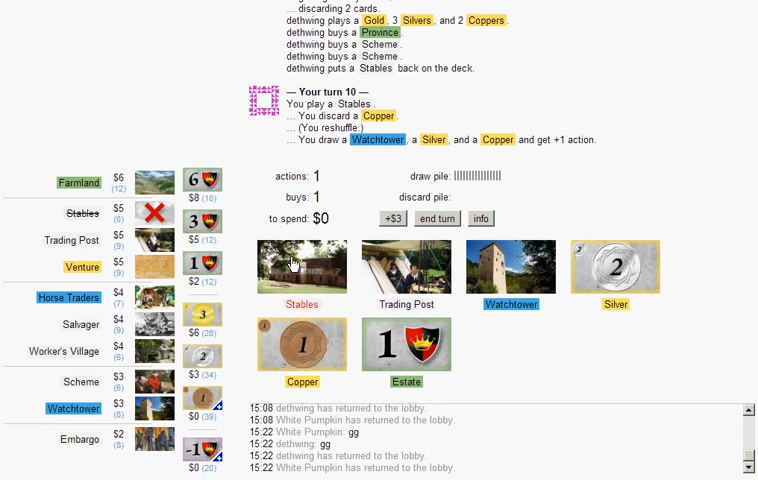 ... discarding 2 cards.
dethwing plays a Gold, 3 Silvers, and 2 Coppers.
dethwing buys a Province.
dethwing buys a Scheme.
dethwing buys a Scheme.
dethwing puts a Stables back on the deck.
— Your turn 10 —
You play a Stables.
... You discard a Copper.
... (You reshuffle.)
... You draw a Watchtower, a Silver, and a Copper and get +1 action.
Farmland $6 (12) 6 $8 (10)
Stables $5 (0) 3 $5 (12)
Trading Post $5 (9)
Venture $5 (9) 1 $2 (12)
Horse Traders $4 (7) 3 $6 (28)
Salvager $4 (9)
Worker's Village $4 (6) 2 $3 (34)
Scheme $3 (6)
Watchtower $3 (8) 1 $0 (39)
Embargo $2 (8) -1 $0 (20)
actions: 1 draw pile:
buys: 1 discard pile:
to spend: $0 +$3 end turn info
3 2
Stables Trading Post Watchtower Silver
1 1 1
Copper Estate
15:08 dethwing has returned to the lobby.
15:08 White Pumpkin has returned to the lobby.
15:22 White Pumpkin: gg
15:22 dethwing: gg
15:22 dethwing has returned to the lobby.
15:22 White Pumpkin has returned to the lobby.